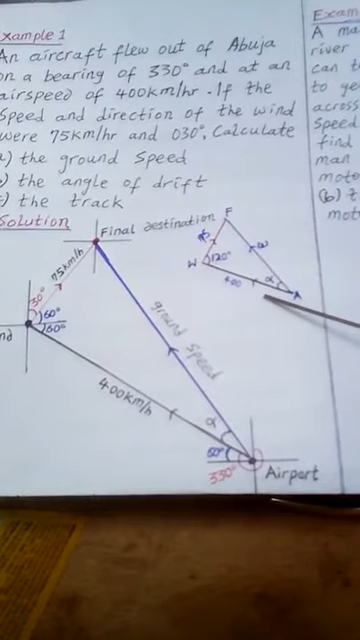 Example 1
An aircraft flew out of Abuja
on a bearing of 330° and at an
airspeed of 400km/hr. If the
Speed and direction of the wind
were 75km/hr and 030°, Calculate
a) the ground Speed
the angle of drift
the track
Solution
Final destination
75km/h
30°
60°
60°
ground speed
400km/h
α
60°
330°
Airport
F
W
120°
400
α
A
Exam
A ma
river
can t
to ge
across
Speed
find
man
moto
(b) t
mot